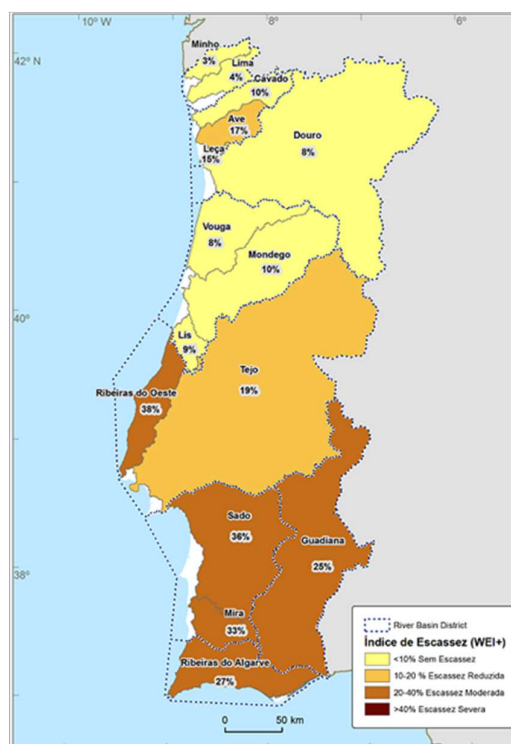 10° W
8°
6°
42° N
Minho
3%
Lima
4%
Cávado
10%
Ave
17%
Leça
15%
Douro
8%
Vouga
8%
Mondego
10%
40°
Lis
9%
Tejo
19%
Ribeiras do Oeste
38%
Sado
36%
Guadiana
25%
38°
Mira
33%
Ribeiras do Algarve
27%
River Basin District
Índice de Escassez (WEI+)
<10% Sem Escassez
10-20 % Escassez Reduzida
20-40% Escassez Moderada
>40% Escassez Severa
0 50 km